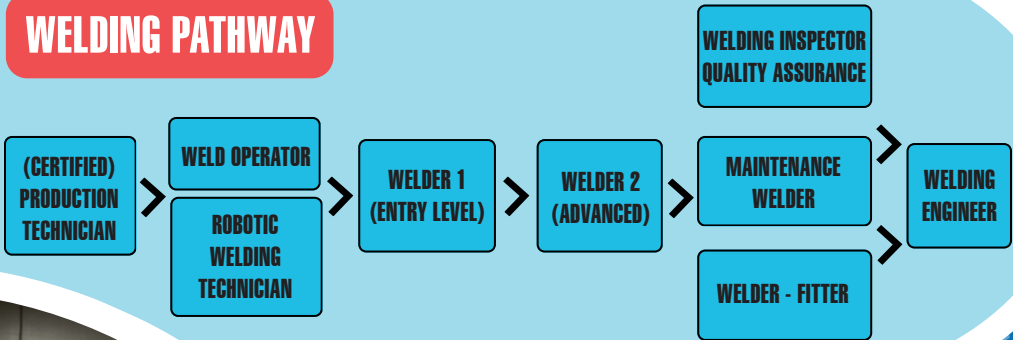 WELDING PATHWAY
(CERTIFIED)
PRODUCTION
TECHNICIAN
WELD OPERATOR
ROBOTIC
WELDING
TECHNICIAN
WELDER 1
(ENTRY LEVEL)
WELDER 2
(ADVANCED)
WELDING INSPECTOR
QUALITY ASSURANCE
MAINTENANCE
WELDER
WELDER - FITTER
WELDING
ENGINEER